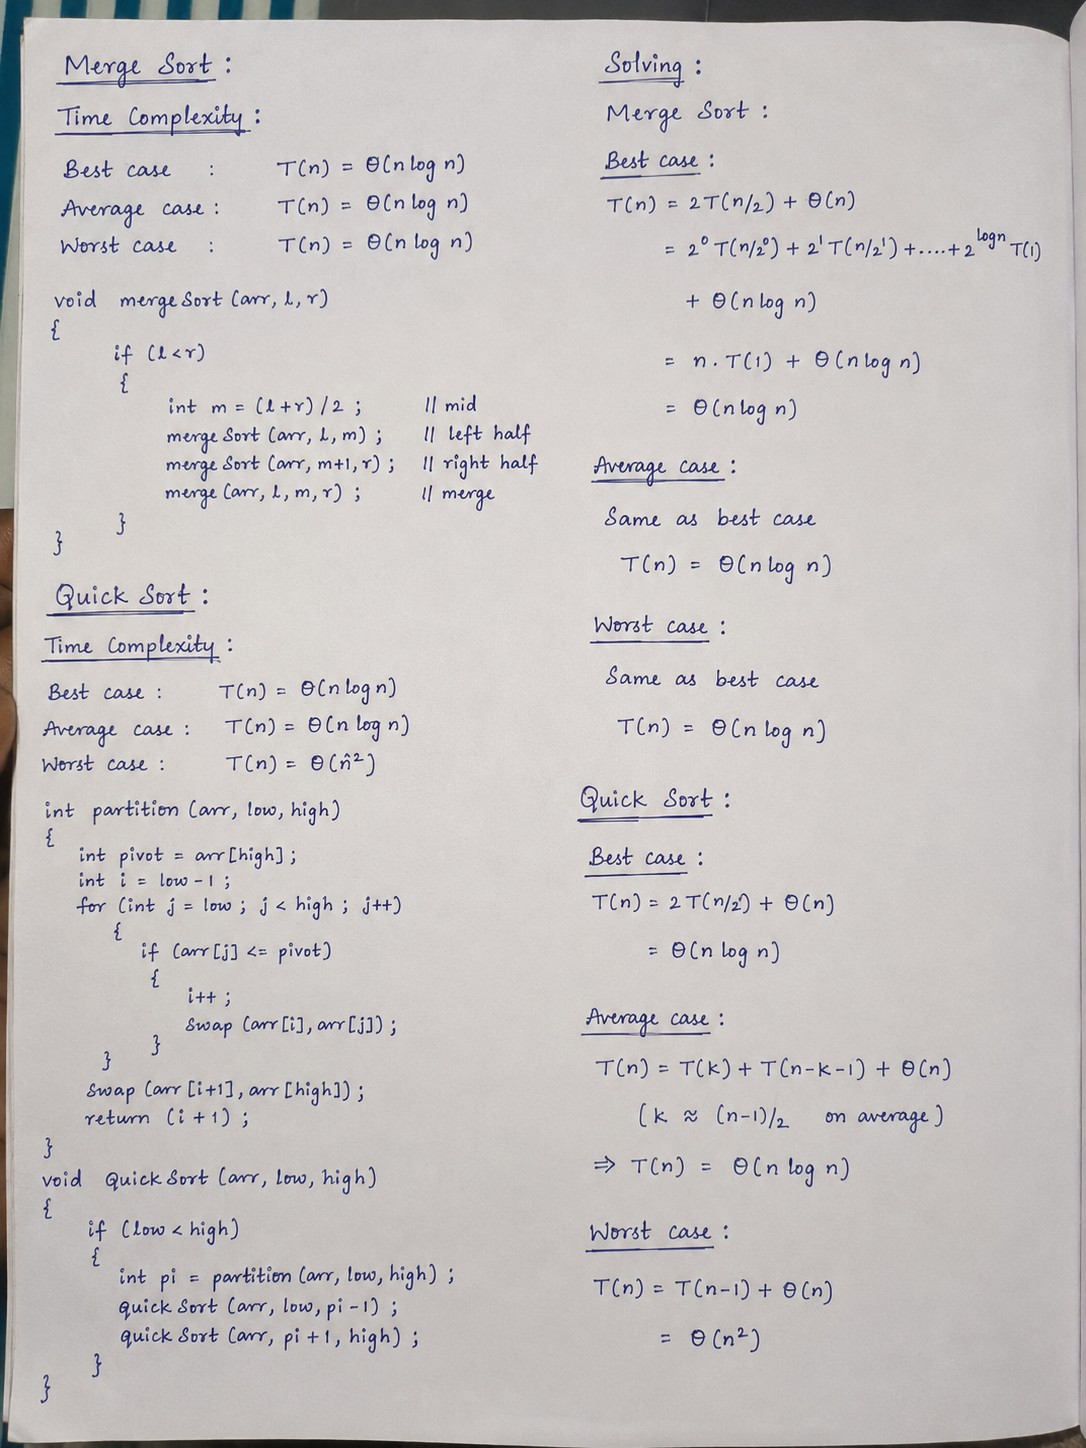 Merge Sort :
Time Complexity :
Best case : T(n) = θ(n log n)
Average case : T(n) = θ(n log n)
Worst case : T(n) = θ(n log n)
void mergeSort (arr, l, r)
{
if (l < r)
{
int m = (l+r) / 2 ; // mid
mergeSort (arr, l, m) ; // left half
mergeSort (arr, m+1, r) ; // right half
merge (arr, l, m, r) ; // merge
}
}
Quick Sort :
Time Complexity :
Best case : T(n) = θ(n log n)
Average case : T(n) = θ(n log n)
Worst case : T(n) = θ(n̂²)
int partition (arr, low, high)
{
int pivot = arr[high] ;
int i = low - 1 ;
for (int j = low ; j < high ; j++)
{
if (arr[j] <= pivot)
{
i++ ;
swap (arr[i], arr[j]) ;
}
}
swap (arr[i+1], arr[high]) ;
return (i + 1) ;
}
void QuickSort (arr, low, high)
{
if (low < high)
{
int pi = partition (arr, low, high) ;
quickSort (arr, low, pi - 1) ;
quickSort (arr, pi + 1, high) ;
}
}
Solving :
Merge Sort :
Best case :
T(n) = 2T(n/2) + θ(n)
= 2⁰ T(n/2⁰) + 2¹ T(n/2¹) + .... + 2^logn T(1)
+ θ(n log n)
= n . T(1) + θ(n log n)
= θ(n log n)
Average case :
Same as best case
T(n) = θ(n log n)
Worst case :
Same as best case
T(n) = θ(n log n)
Quick Sort :
Best case :
T(n) = 2T(n/2) + θ(n)
= θ(n log n)
Average case :
T(n) = T(k) + T(n-k-1) + θ(n)
(k ≈ (n-1)/2 on average)
⇒ T(n) = θ(n log n)
Worst case :
T(n) = T(n-1) + θ(n)
= θ(n²)